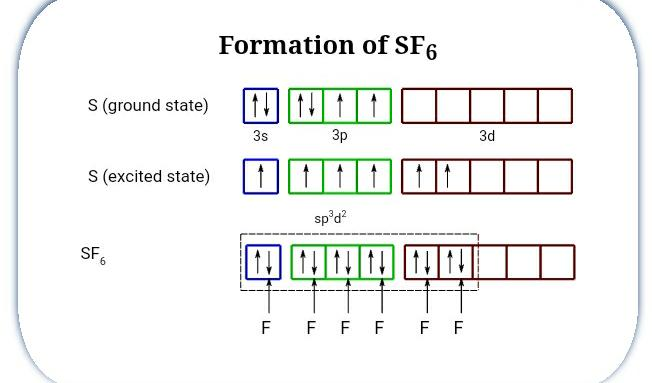 Formation of SF₆
S (ground state)
3s 3p 3d
S (excited state)
sp³d²
SF₆
F F F F F F